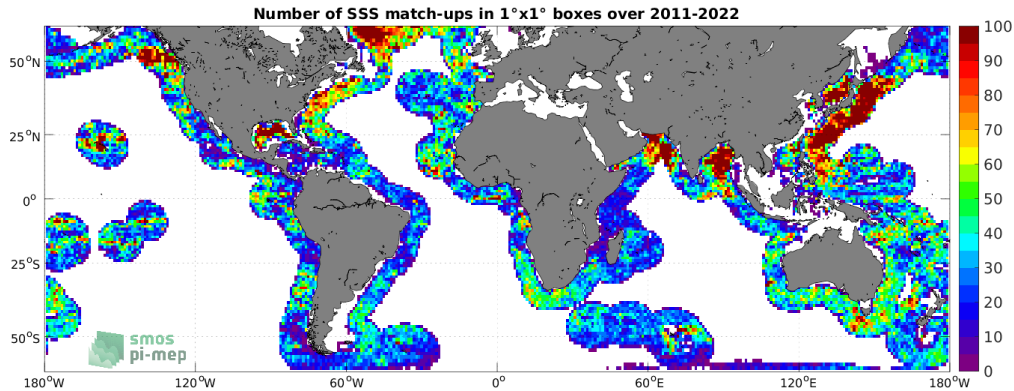 Number of SSS match-ups in 1°x1° boxes over 2011-2022
100
90
80
70
60
50
40
30
20
10
0
50°N
25°N
0°
25°S
50°S
smos
pi-mep
180°W
120°W
60°W
0°
60°E
120°E
180°W